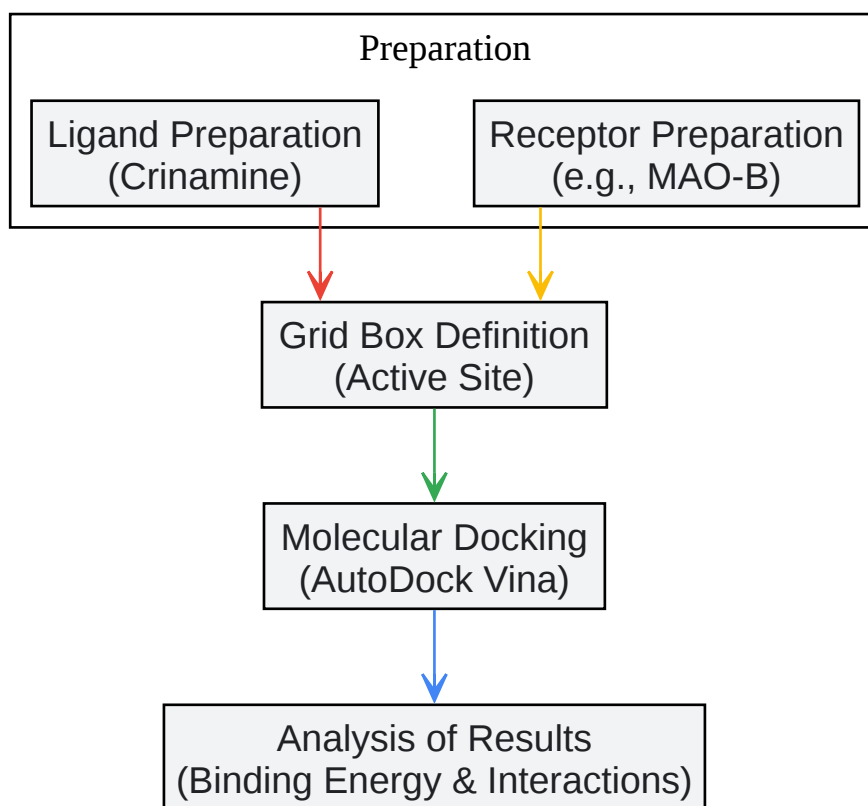 Preparation
Ligand Preparation
(Crinamine)
Receptor Preparation
(e.g., MAO-B)
Grid Box Definition
(Active Site)
Molecular Docking
(AutoDock Vina)
Analysis of Results
(Binding Energy & Interactions)